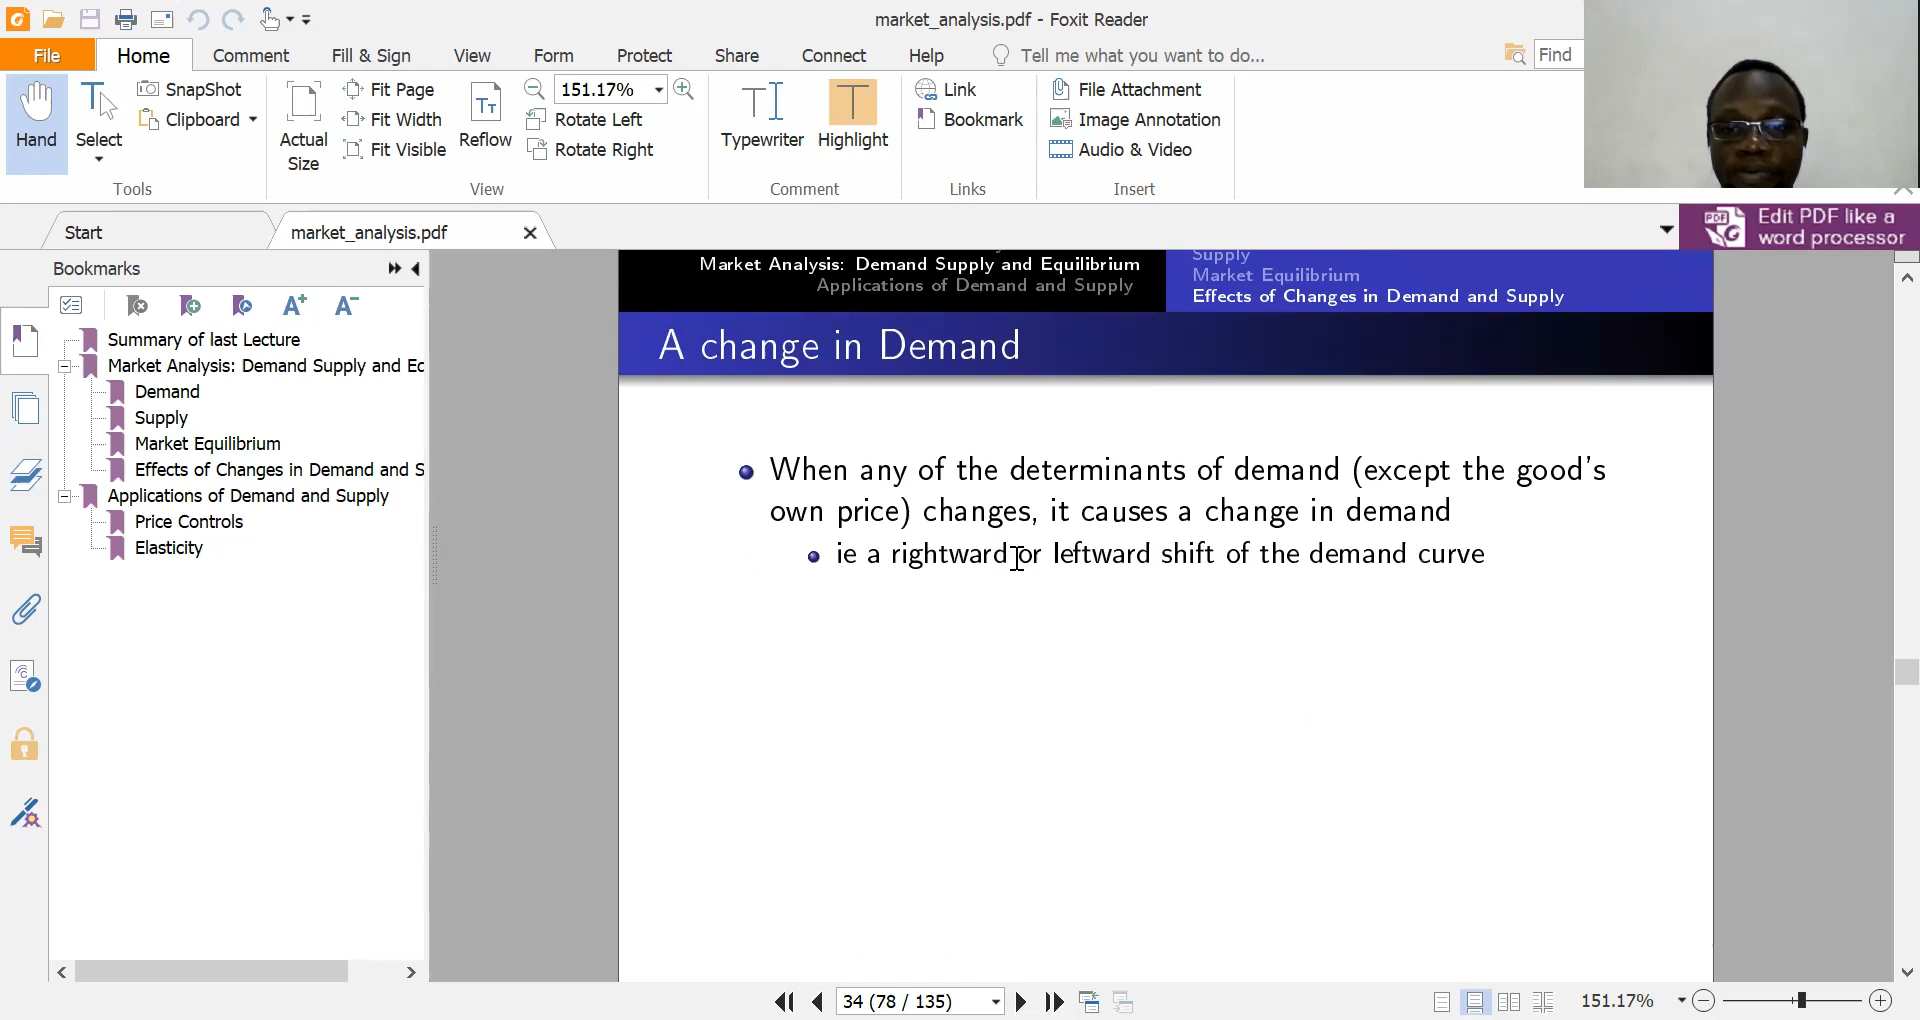 market_analysis.pdf - Foxit Reader
File Home Comment Fill & Sign View Form Protect Share Connect Help Tell me what you want to do... Find
Hand
Select
SnapShot
Clipboard
Tools
Actual
Size
Fit Page
Fit Width
Fit Visible
Reflow
151.17%
Rotate Left
Rotate Right
View
Typewriter
Highlight
Comment
Link
Bookmark
Links
File Attachment
Image Annotation
Audio & Video
Insert
Start
market_analysis.pdf
Edit PDF like a
word processor
Bookmarks
Summary of last Lecture
Market Analysis: Demand Supply and Ec
Demand
Supply
Market Equilibrium
Effects of Changes in Demand and S
Applications of Demand and Supply
Price Controls
Elasticity
Market Analysis: Demand Supply and Equilibrium
Applications of Demand and Supply
Supply
Market Equilibrium
Effects of Changes in Demand and Supply
A change in Demand
When any of the determinants of demand (except the good's
own price) changes, it causes a change in demand
ie a rightward or leftward shift of the demand curve
34 (78 / 135)
151.17%